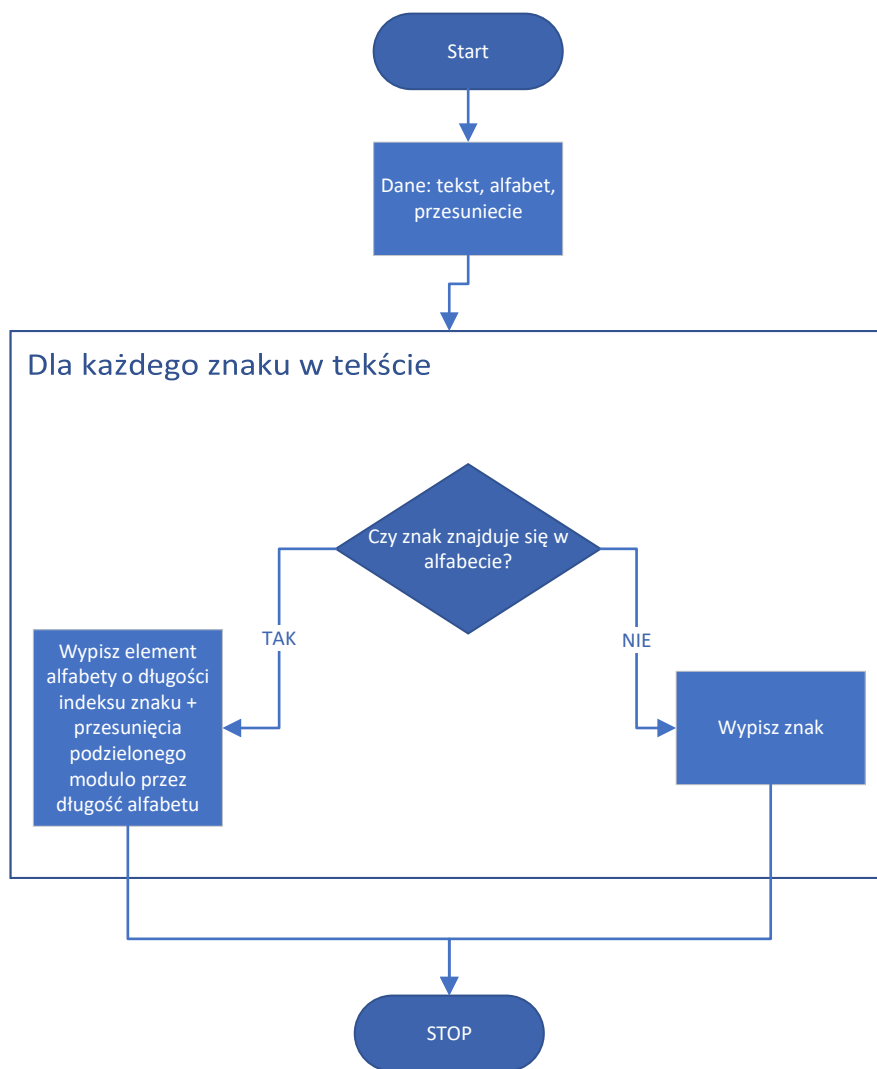 Start
Dane: tekst, alfabet,
przesuniecie
Dla każdego znaku w tekście
Czy znak znajduje się w
alfabecie?
TAK
NIE
Wypisz element
alfabety o długości
indeksu znaku +
przesunięcia
podzielonego
modulo przez
długość alfabetu
Wypisz znak
STOP